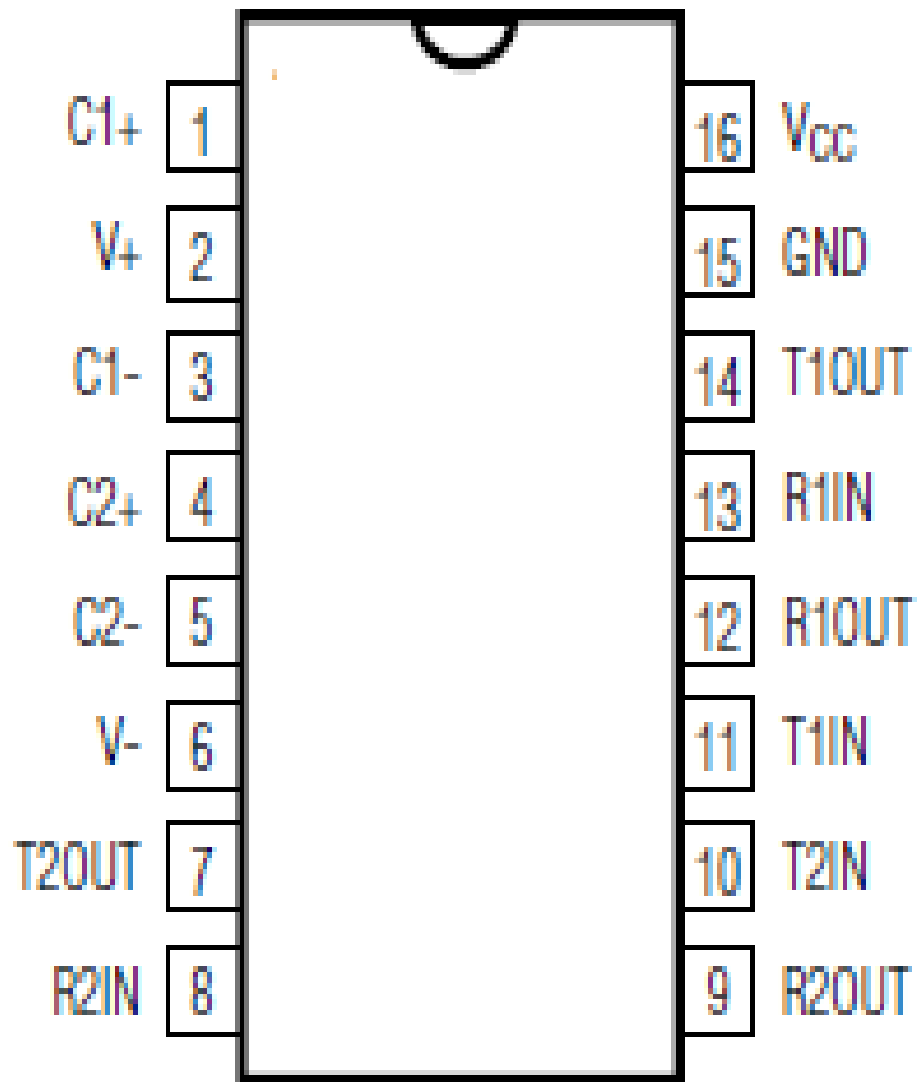 C1+ 1 16 VCC
V+ 2 15 GND
C1- 3 14 T1OUT
C2+ 4 13 R1IN
C2- 5 12 R1OUT
V- 6 11 T1IN
T2OUT 7 10 T2IN
R2IN 8 9 R2OUT